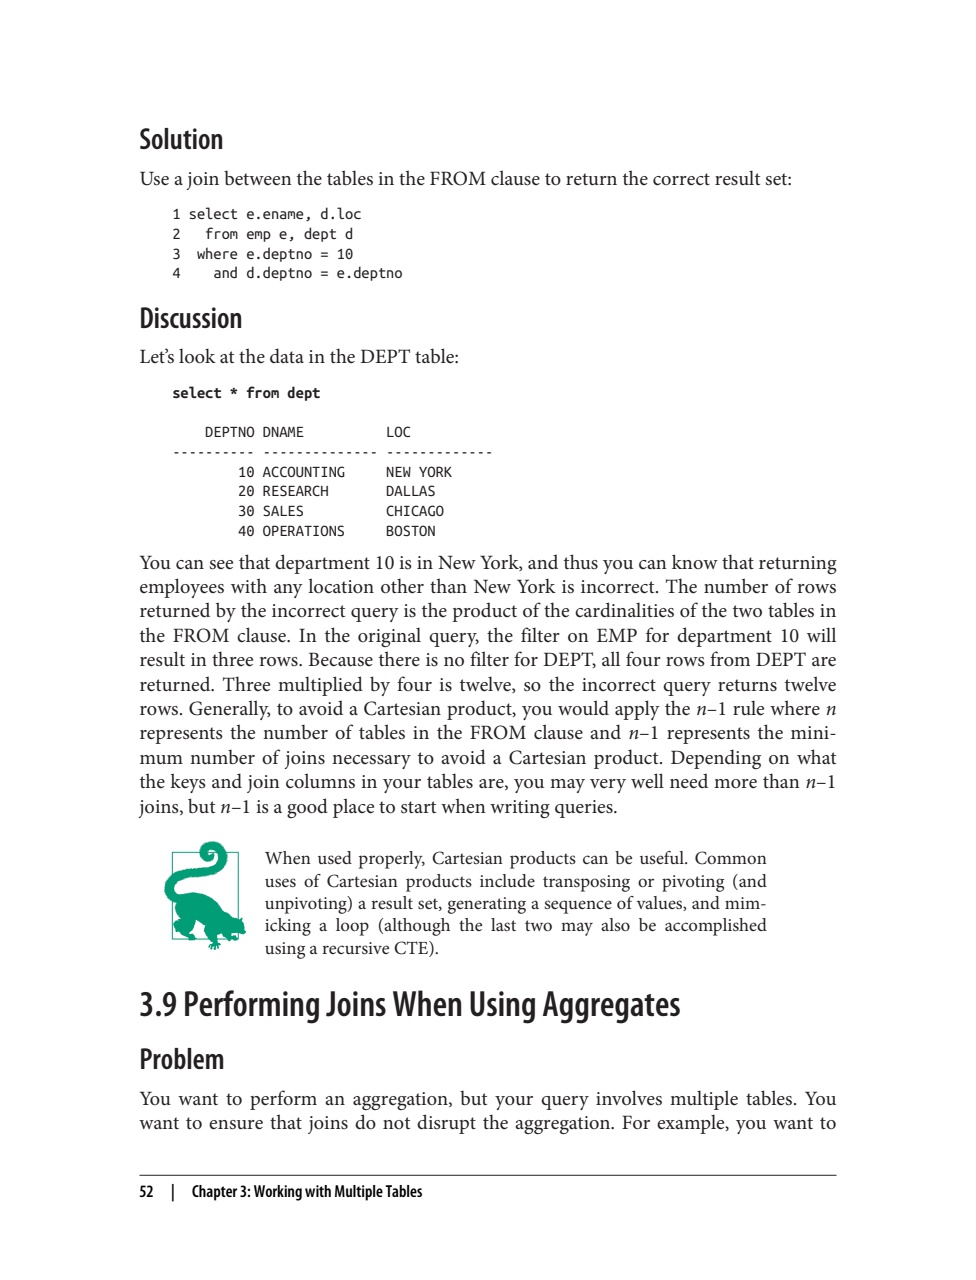 Solution
Use a join between the tables in the FROM clause to return the correct result set:
1 select e.ename, d.loc
2   from emp e, dept d
3  where e.deptno = 10
4    and d.deptno = e.deptno
Discussion
Let's look at the data in the DEPT table:
select * from dept
    DEPTNO DNAME          LOC
---------- -------------- -------------
        10 ACCOUNTING     NEW YORK
        20 RESEARCH       DALLAS
        30 SALES          CHICAGO
        40 OPERATIONS     BOSTON
You can see that department 10 is in New York, and thus you can know that returning
employees with any location other than New York is incorrect. The number of rows
returned by the incorrect query is the product of the cardinalities of the two tables in
the FROM clause. In the original query, the filter on EMP for department 10 will
result in three rows. Because there is no filter for DEPT, all four rows from DEPT are
returned. Three multiplied by four is twelve, so the incorrect query returns twelve
rows. Generally, to avoid a Cartesian product, you would apply the n–1 rule where n
represents the number of tables in the FROM clause and n–1 represents the mini-
mum number of joins necessary to avoid a Cartesian product. Depending on what
the keys and join columns in your tables are, you may very well need more than n–1
joins, but n–1 is a good place to start when writing queries.
When used properly, Cartesian products can be useful. Common
uses of Cartesian products include transposing or pivoting (and
unpivoting) a result set, generating a sequence of values, and mim-
icking a loop (although the last two may also be accomplished
using a recursive CTE).
3.9 Performing Joins When Using Aggregates
Problem
You want to perform an aggregation, but your query involves multiple tables. You
want to ensure that joins do not disrupt the aggregation. For example, you want to
52 | Chapter 3: Working with Multiple Tables